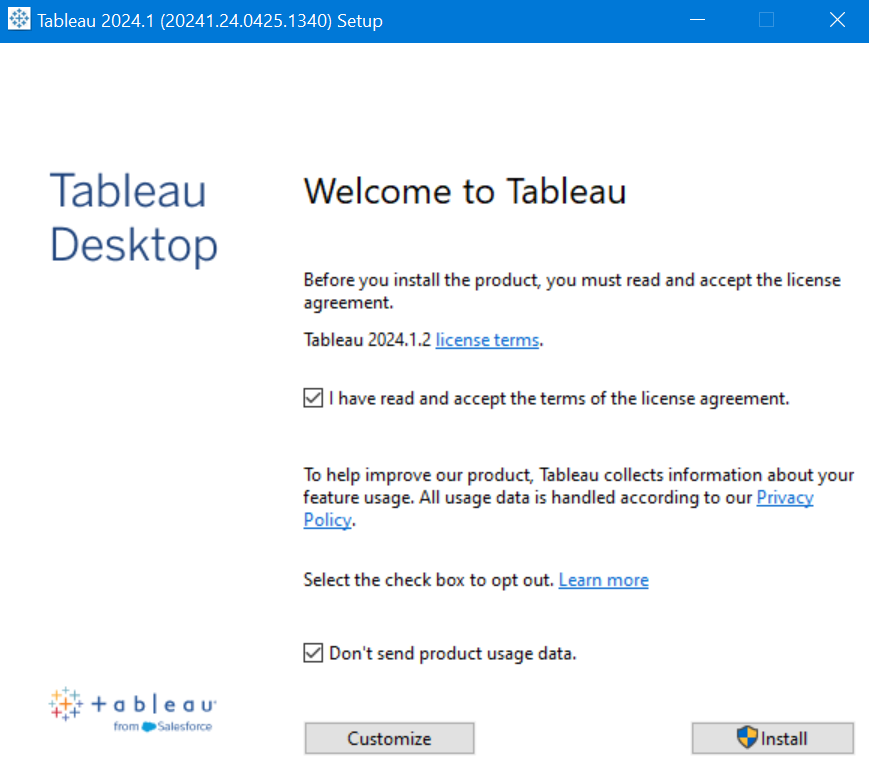 Tableau 2024.1 (20241.24.0425.1340) Setup
Tableau
Desktop
Welcome to Tableau
Before you install the product, you must read and accept the license
agreement.
Tableau 2024.1.2 license terms.
I have read and accept the terms of the license agreement.
To help improve our product, Tableau collects information about your
feature usage. All usage data is handled according to our Privacy
Policy.
Select the check box to opt out. Learn more
Don't send product usage data.
+ableau
from Salesforce
Customize
Install